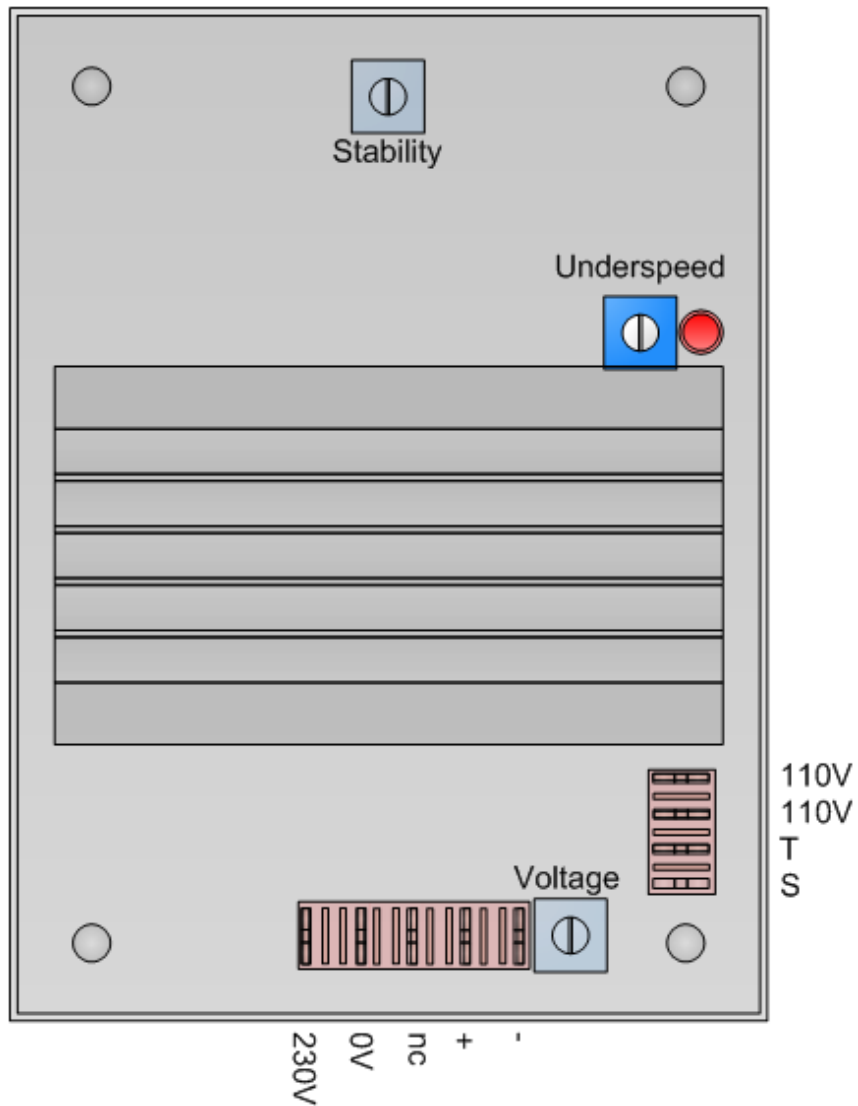 Stability
Underspeed
110V
110V
T
S
Voltage
230V
0V
nc
+
-